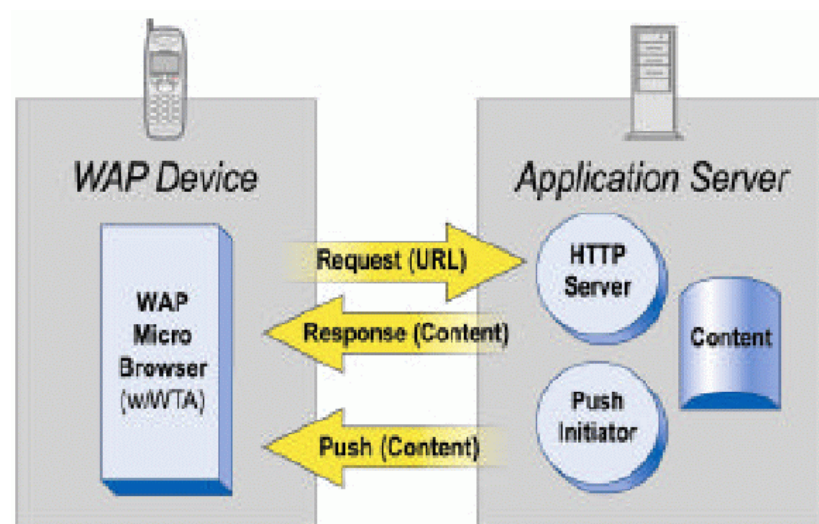 WAP Device
Application Server
WAP
Micro
Browser
(w/WTA)
Request (URL)
Response (Content)
Push (Content)
HTTP
Server
Content
Push
Initiator